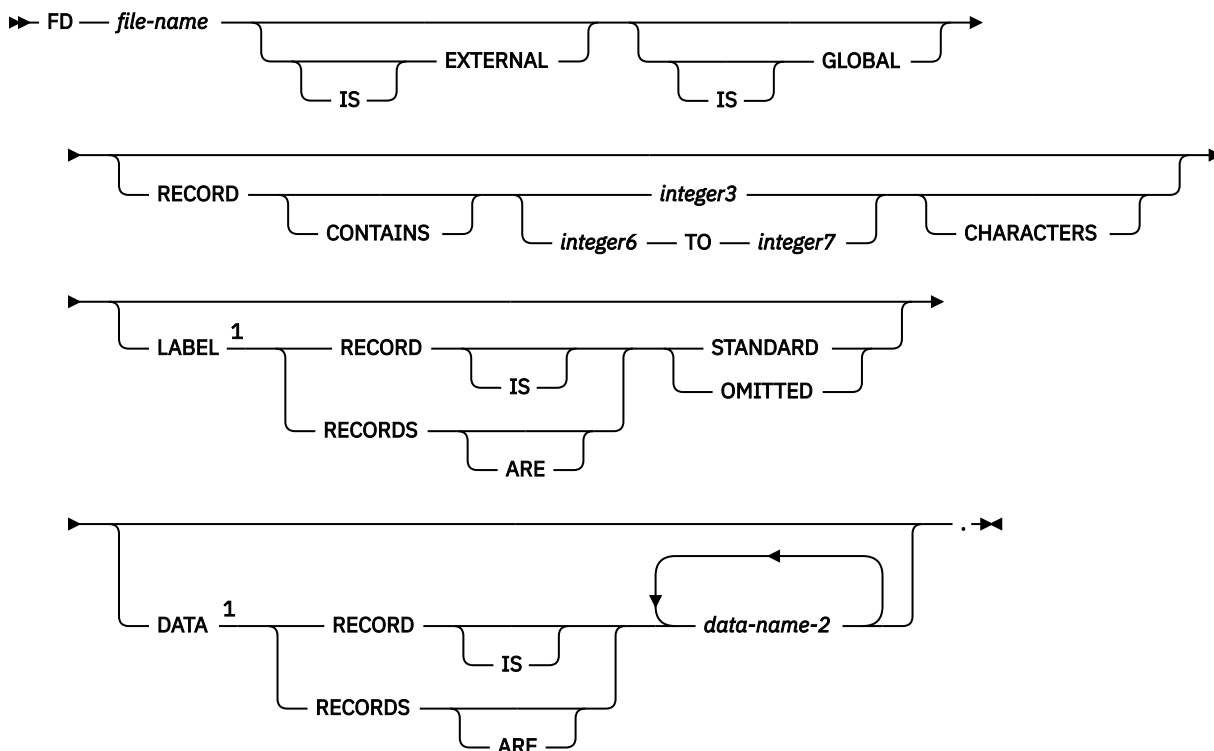 FD file-name EXTERNAL GLOBAL
IS IS
RECORD integer3
CONTAINS integer6 TO integer7 CHARACTERS
LABEL 1 RECORD STANDARD
IS OMITTED
RECORDS
ARE
DATA 1 RECORD data-name-2 .
IS
RECORDS
ARE